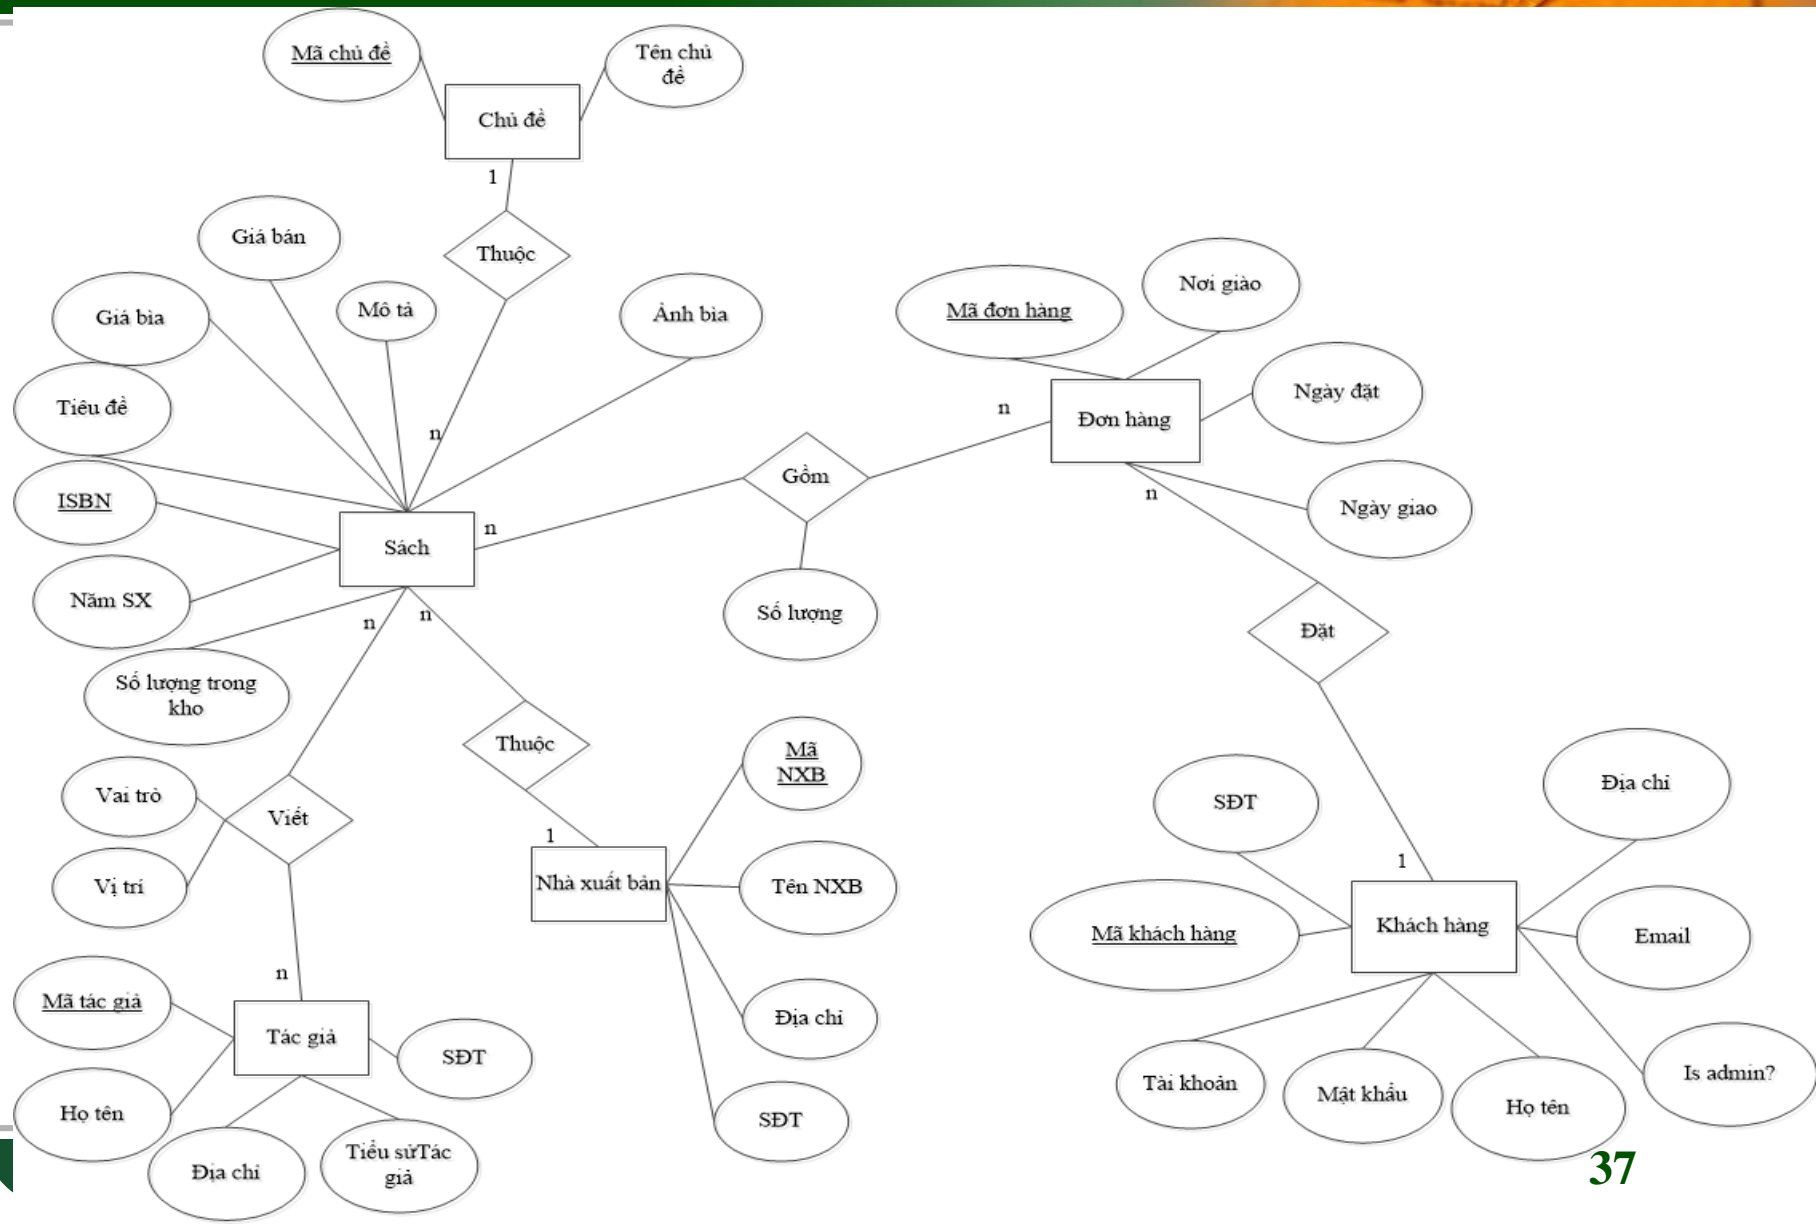 Mã chủ đề
Tên chủ
đề
Chủ đề
1
Thuộc
Giá bán
Mô tả
Giá bìa
Ảnh bìa
Tiêu đề
n
ISBN
Sách
n
Năm SX
Số lượng trong
kho
n
n
Gồm
Số lượng
n
Mã đơn hàng
Nơi giào
Đơn hàng
Ngày đặt
Ngày giao
n
Đặt
1
Vai trò
Viết
Vị trí
n
Thuộc
1
Nhà xuất bản
Mã
NXB
Tên NXB
Địa chỉ
SĐT
Mã tác giả
Tác giả
SĐT
Họ tên
Địa chỉ
Tiểu sửTác
giả
SĐT
Địa chỉ
Mã khách hàng
Khách hàng
Email
Tài khoản
Mật khẩu
Họ tên
Is admin?
37